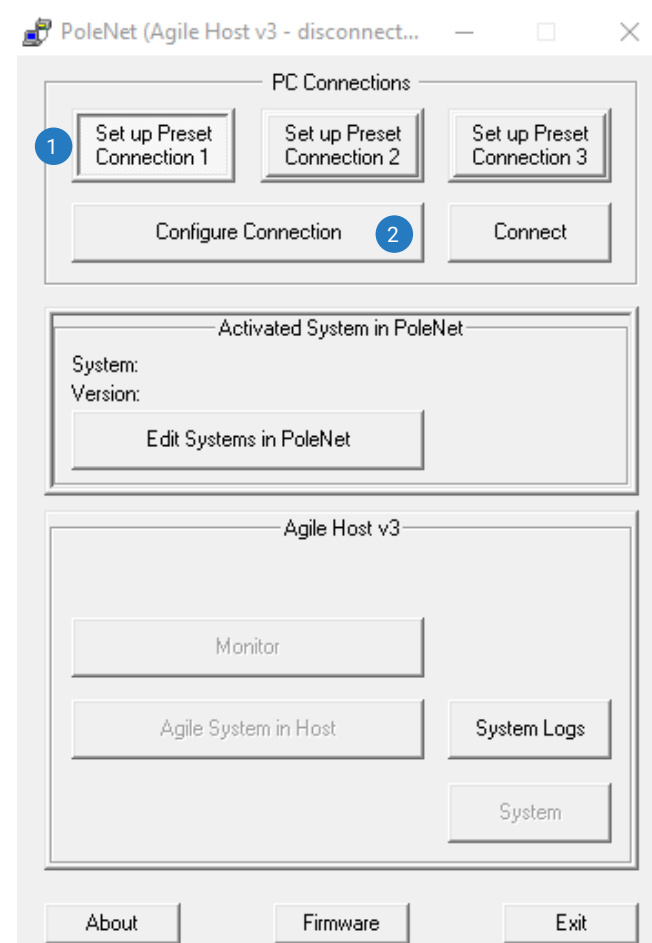 PoleNet (Agile Host v3 - disconnect...
PC Connections
1
Set up Preset
Connection 1
Set up Preset
Connection 2
Set up Preset
Connection 3
Configure Connection
2
Connect
Activated System in PoleNet
System:
Version:
Edit Systems in PoleNet
Agile Host v3
Monitor
Agile System in Host
System Logs
System
About
Firmware
Exit